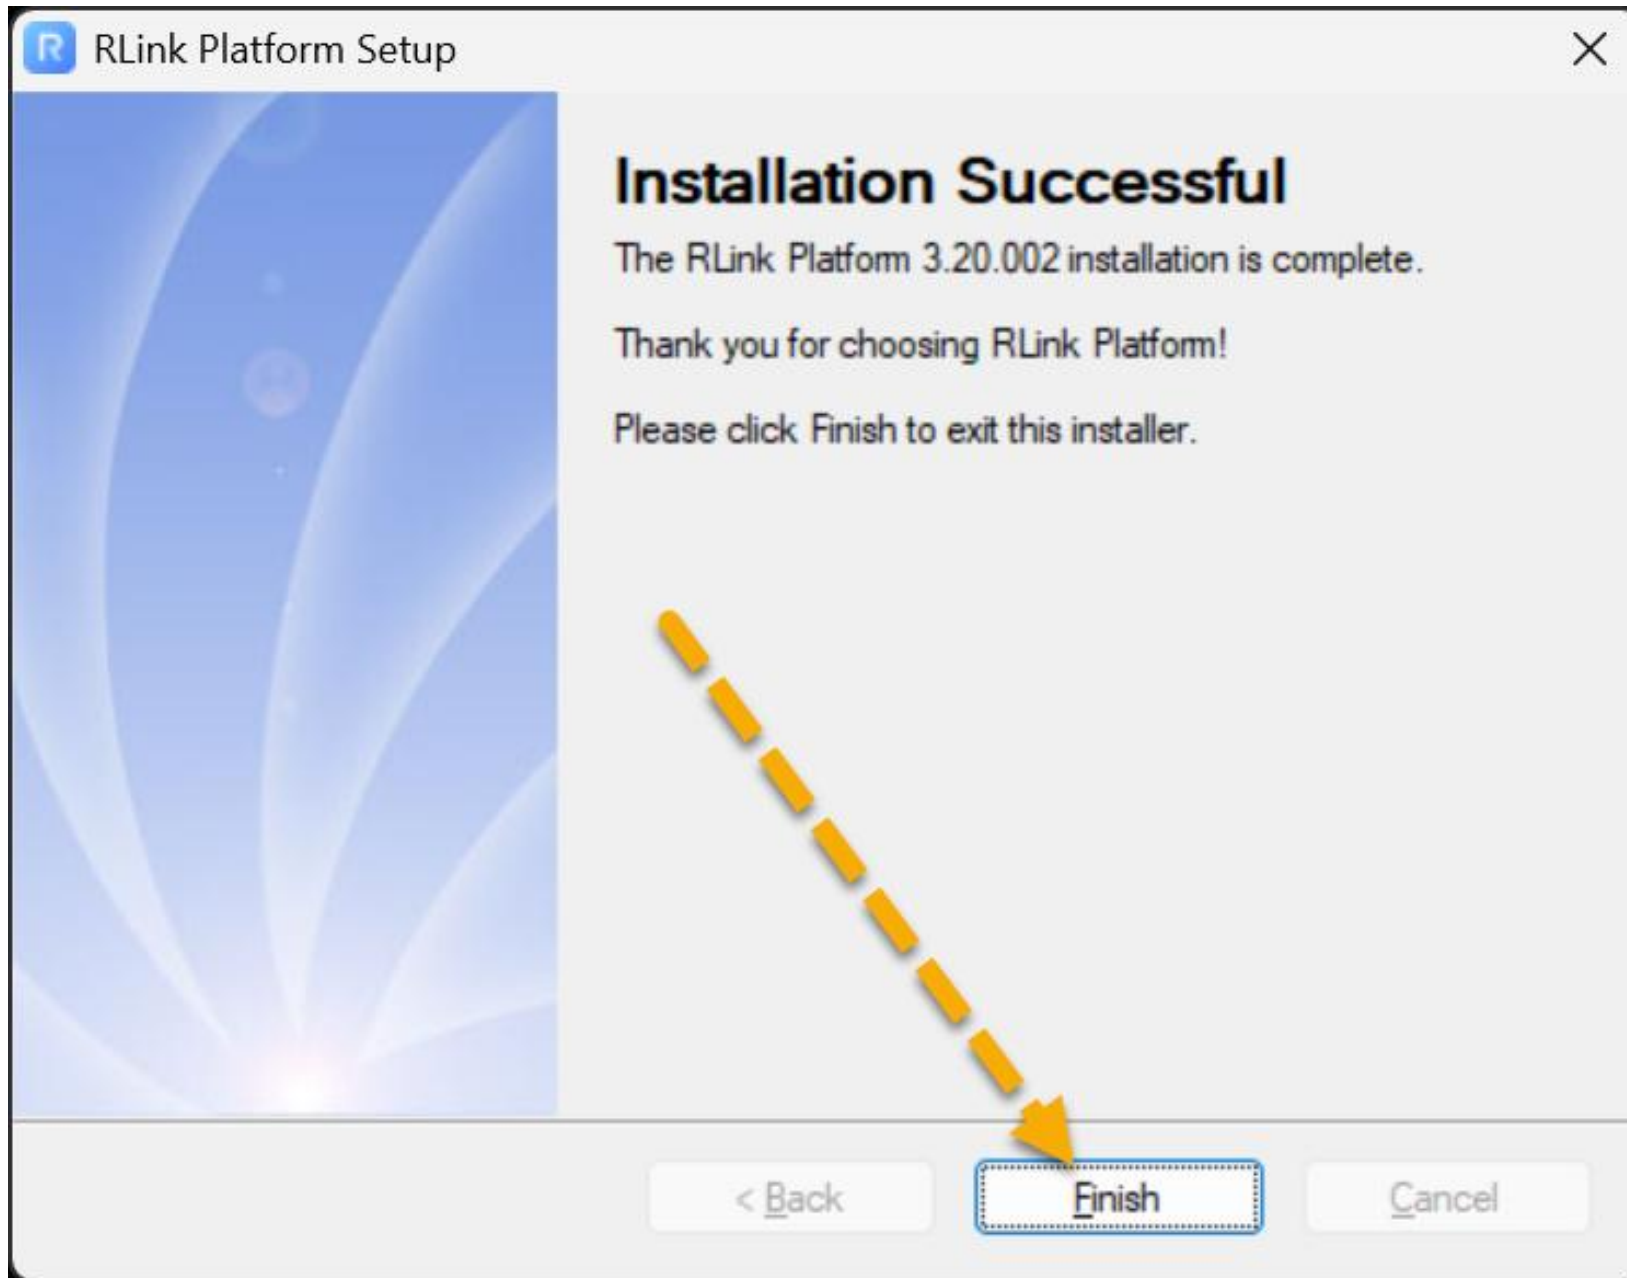 R RLink Platform Setup
Installation Successful
The RLink Platform 3.20.002 installation is complete.
Thank you for choosing RLink Platform!
Please click Finish to exit this installer.
< Back
Finish
Cancel